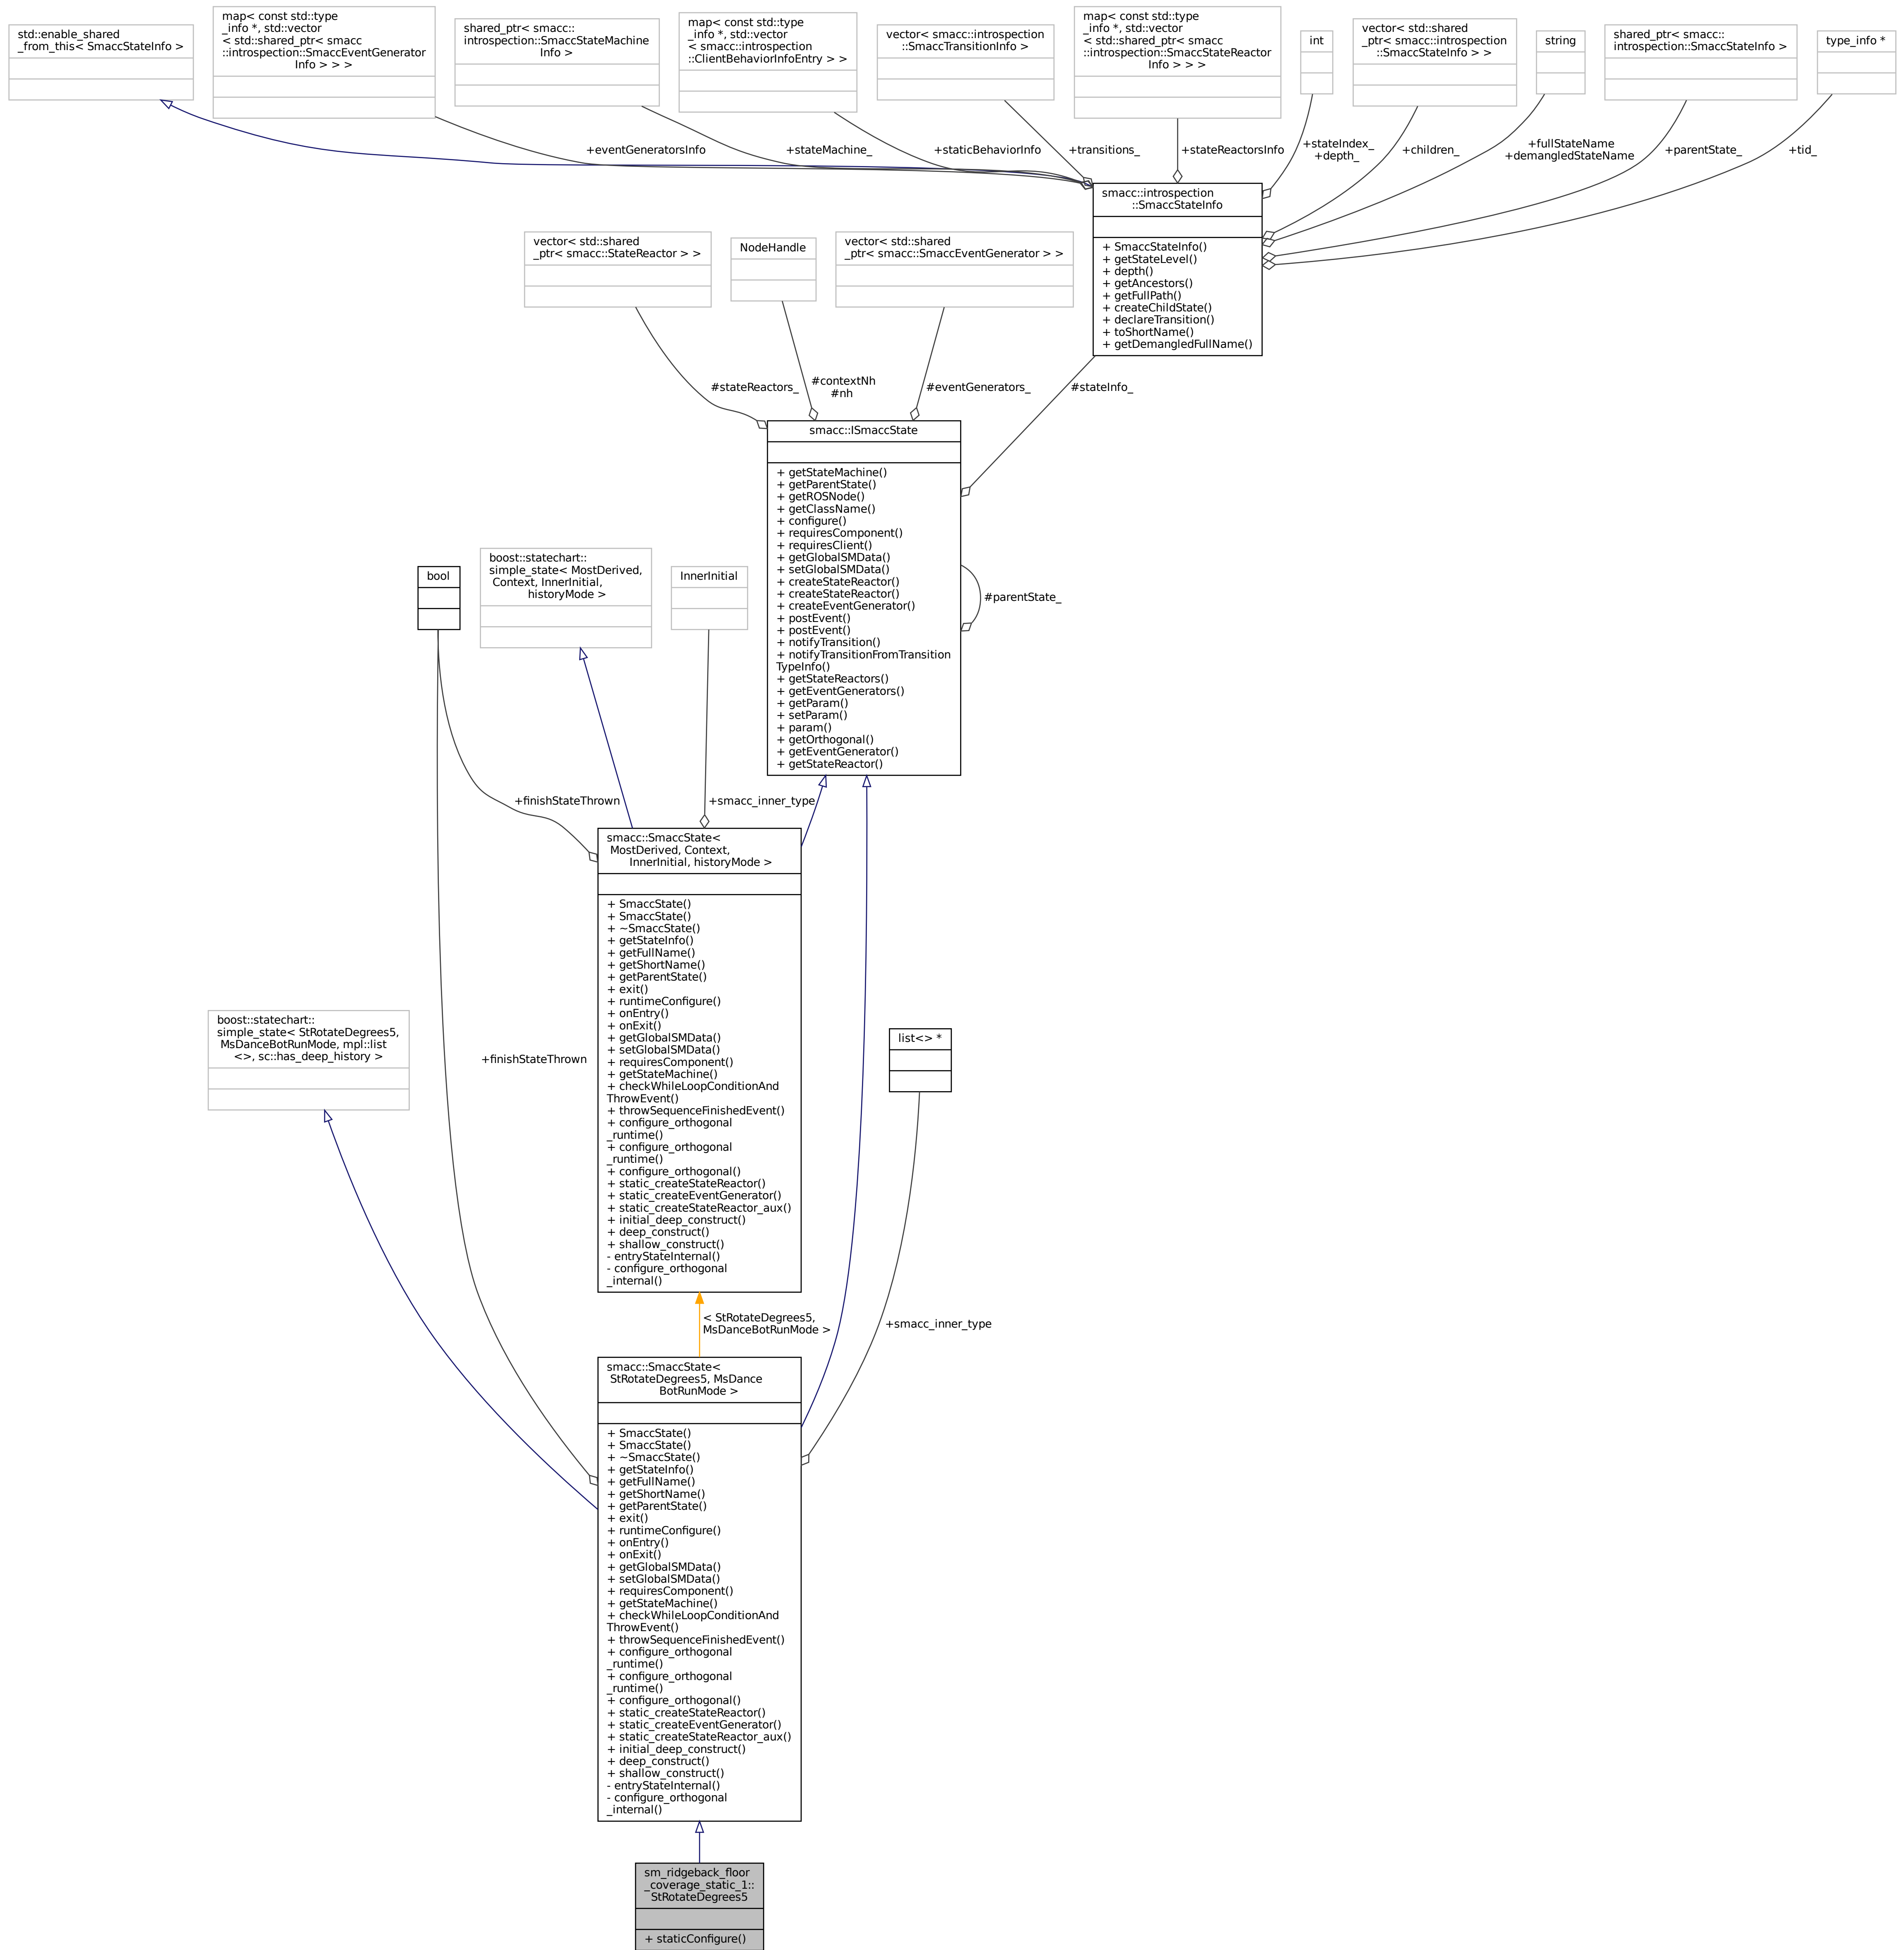 std::enable_shared
_from_this< SmaccStateInfo >
map< const std::type
_info *, std::vector
< std::shared_ptr< smacc
::introspection::SmaccEventGenerator
Info > > >
shared_ptr< smacc::
introspection::SmaccStateMachine
Info >
map< const std::type
_info *, std::vector
< smacc::introspection
::ClientBehaviorInfoEntry > >
vector< smacc::introspection
::SmaccTransitionInfo >
map< const std::type
_info *, std::vector
< std::shared_ptr< smacc
::introspection::SmaccStateReactor
Info > > >
int
vector< std::shared
_ptr< smacc::introspection
::SmaccStateInfo > >
string
shared_ptr< smacc::
introspection::SmaccStateInfo >
type_info *
+eventGeneratorsInfo
+stateMachine_
+staticBehaviorInfo
+transitions_
+stateReactorsInfo
+stateIndex_
+depth_
+children_
+fullStateName
+demangledStateName
+parentState_
+tid_
smacc::introspection
::SmaccStateInfo
+ SmaccStateInfo()
+ getStateLevel()
+ depth()
+ getAncestors()
+ getFullPath()
+ createChildState()
+ declareTransition()
+ toShortName()
+ getDemangledFullName()
vector< std::shared
_ptr< smacc::StateReactor > >
NodeHandle
vector< std::shared
_ptr< smacc::SmaccEventGenerator > >
#stateReactors_
#contextNh
#nh
#eventGenerators_
#stateInfo_
smacc::ISmaccState
+ getStateMachine()
+ getParentState()
+ getROSNode()
+ getClassName()
+ configure()
+ requiresComponent()
+ requiresClient()
+ getGlobalSMData()
+ setGlobalSMData()
+ createStateReactor()
+ createStateReactor()
+ createEventGenerator()
+ postEvent()
+ postEvent()
+ notifyTransition()
+ notifyTransitionFromTransition
TypeInfo()
+ getStateReactors()
+ getEventGenerators()
+ getParam()
+ setParam()
+ param()
+ getOrthogonal()
+ getEventGenerator()
+ getStateReactor()
#parentState_
bool
boost::statechart::
simple_state< MostDerived,
Context, InnerInitial,
historyMode >
InnerInitial
+finishStateThrown
+smacc_inner_type
smacc::SmaccState<
MostDerived, Context,
InnerInitial, historyMode >
+ SmaccState()
+ SmaccState()
+ ~SmaccState()
+ getStateInfo()
+ getFullName()
+ getShortName()
+ getParentState()
+ exit()
+ runtimeConfigure()
+ onEntry()
+ onExit()
+ getGlobalSMData()
+ setGlobalSMData()
+ requiresComponent()
+ getStateMachine()
+ checkWhileLoopConditionAnd
ThrowEvent()
+ throwSequenceFinishedEvent()
+ configure_orthogonal
_runtime()
+ configure_orthogonal
_runtime()
+ configure_orthogonal()
+ static_createStateReactor()
+ static_createEventGenerator()
+ static_createStateReactor_aux()
+ initial_deep_construct()
+ deep_construct()
+ shallow_construct()
- entryStateInternal()
- configure_orthogonal
_internal()
boost::statechart::
simple_state< StRotateDegrees5,
MsDanceBotRunMode, mpl::list
<>, sc::has_deep_history >
+finishStateThrown
list<> *
< StRotateDegrees5,
MsDanceBotRunMode >
+smacc_inner_type
smacc::SmaccState<
StRotateDegrees5, MsDance
BotRunMode >
+ SmaccState()
+ SmaccState()
+ ~SmaccState()
+ getStateInfo()
+ getFullName()
+ getShortName()
+ getParentState()
+ exit()
+ runtimeConfigure()
+ onEntry()
+ onExit()
+ getGlobalSMData()
+ setGlobalSMData()
+ requiresComponent()
+ getStateMachine()
+ checkWhileLoopConditionAnd
ThrowEvent()
+ throwSequenceFinishedEvent()
+ configure_orthogonal
_runtime()
+ configure_orthogonal
_runtime()
+ configure_orthogonal()
+ static_createStateReactor()
+ static_createEventGenerator()
+ static_createStateReactor_aux()
+ initial_deep_construct()
+ deep_construct()
+ shallow_construct()
- entryStateInternal()
- configure_orthogonal
_internal()
sm_ridgeback_floor
_coverage_static_1::
StRotateDegrees5
+ staticConfigure()